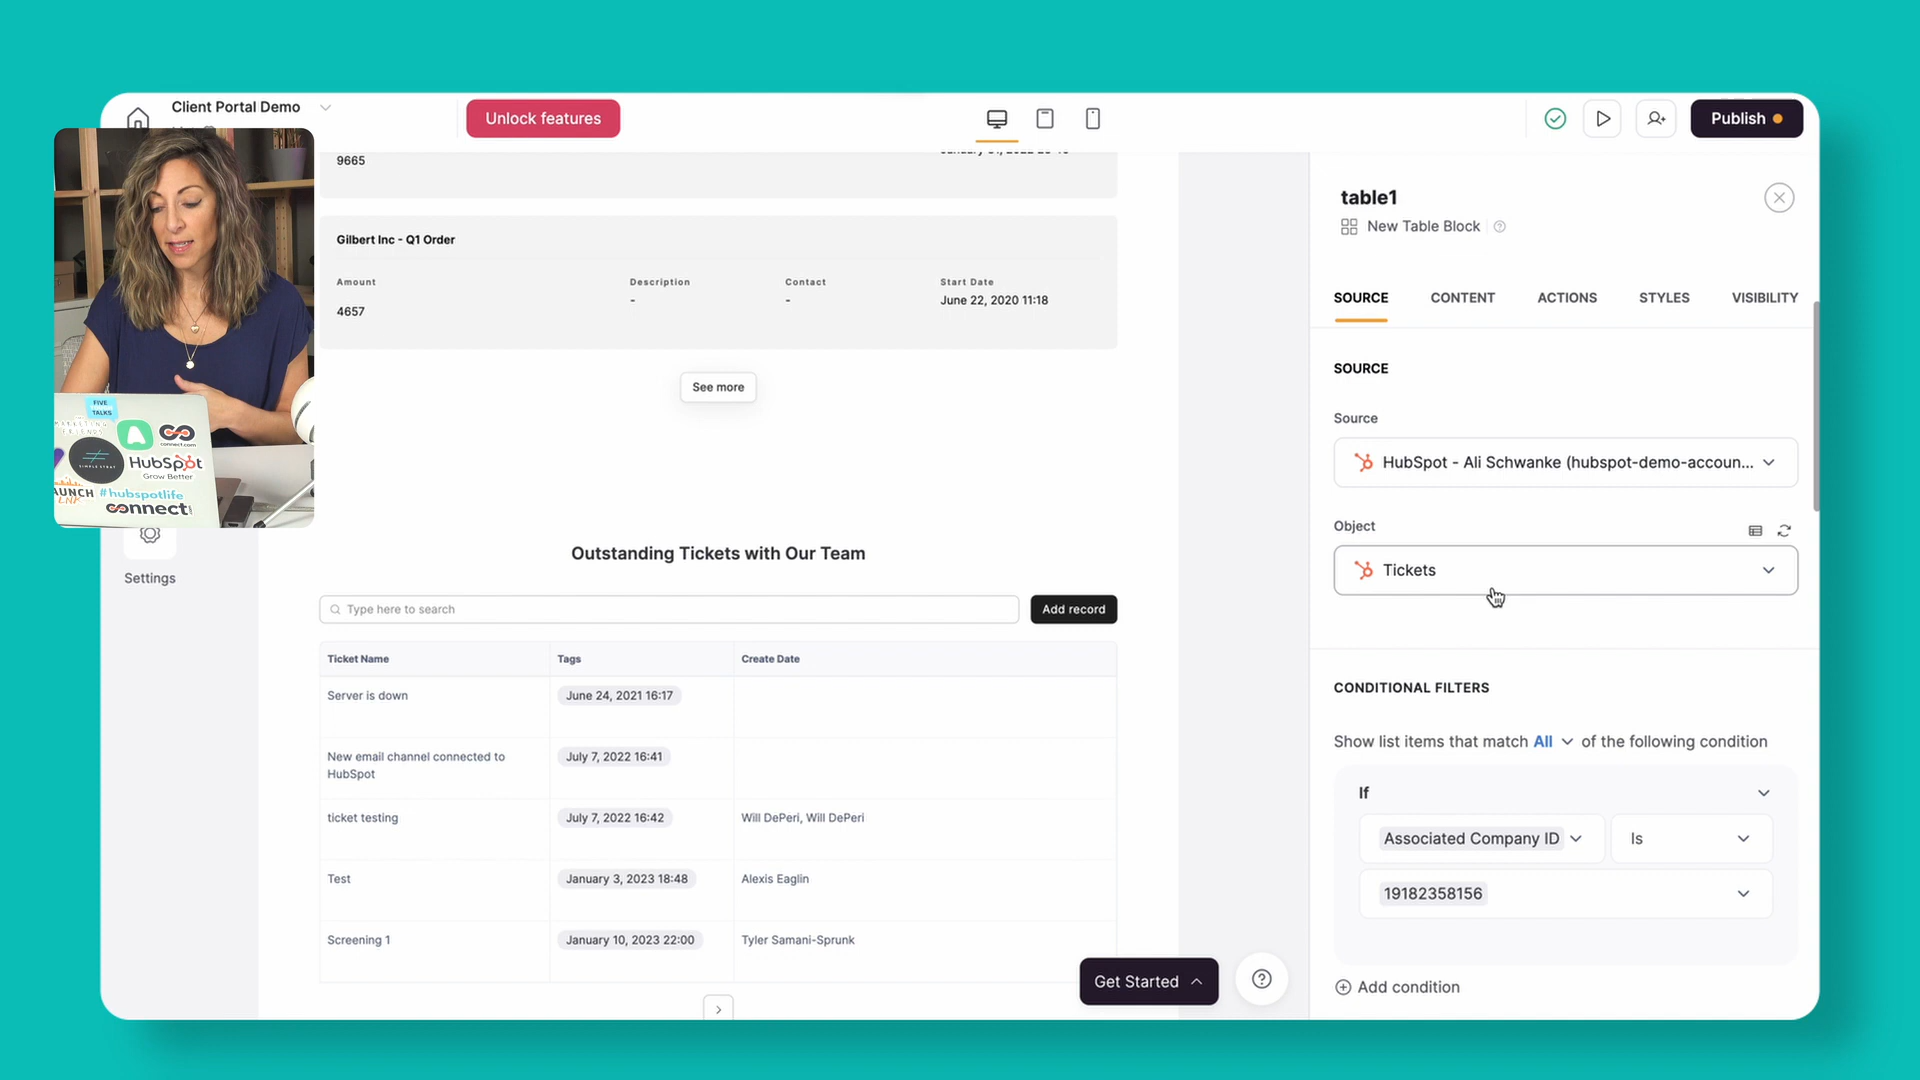 Client Portal Demo
Unlock features
Publish
9665
Gilbert Inc - Q1 Order
Amount
Description
Contact
Start Date
4657
-
-
June 22, 2020 11:18
See more
FIVE
TALKS
connect.com
SIMPLE STRAT
HubSpot
Grow Better
#hubspotlife
connect
Settings
Outstanding Tickets with Our Team
Type here to search
Add record
Ticket Name
Tags
Create Date
Server is down
June 24, 2021 16:17
New email channel connected to
HubSpot
July 7, 2022 16:41
ticket testing
July 7, 2022 16:42
Will DePeri, Will DePeri
Test
January 3, 2023 18:48
Alexis Eaglin
Screening 1
January 10, 2023 22:00
Tyler Samani-Sprunk
Get Started
table1
New Table Block
SOURCE
CONTENT
ACTIONS
STYLES
VISIBILITY
SOURCE
Source
HubSpot - Ali Schwanke (hubspot-demo-accoun...
Object
Tickets
CONDITIONAL FILTERS
Show list items that match All of the following condition
If
Associated Company ID
Is
19182358156
Add condition